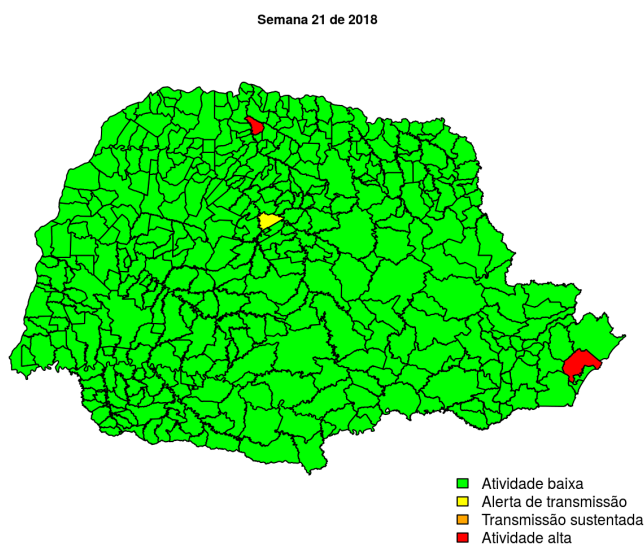 Semana 21 de 2018
Atividade baixa
Alerta de transmissão
Transmissão sustentada
Atividade alta